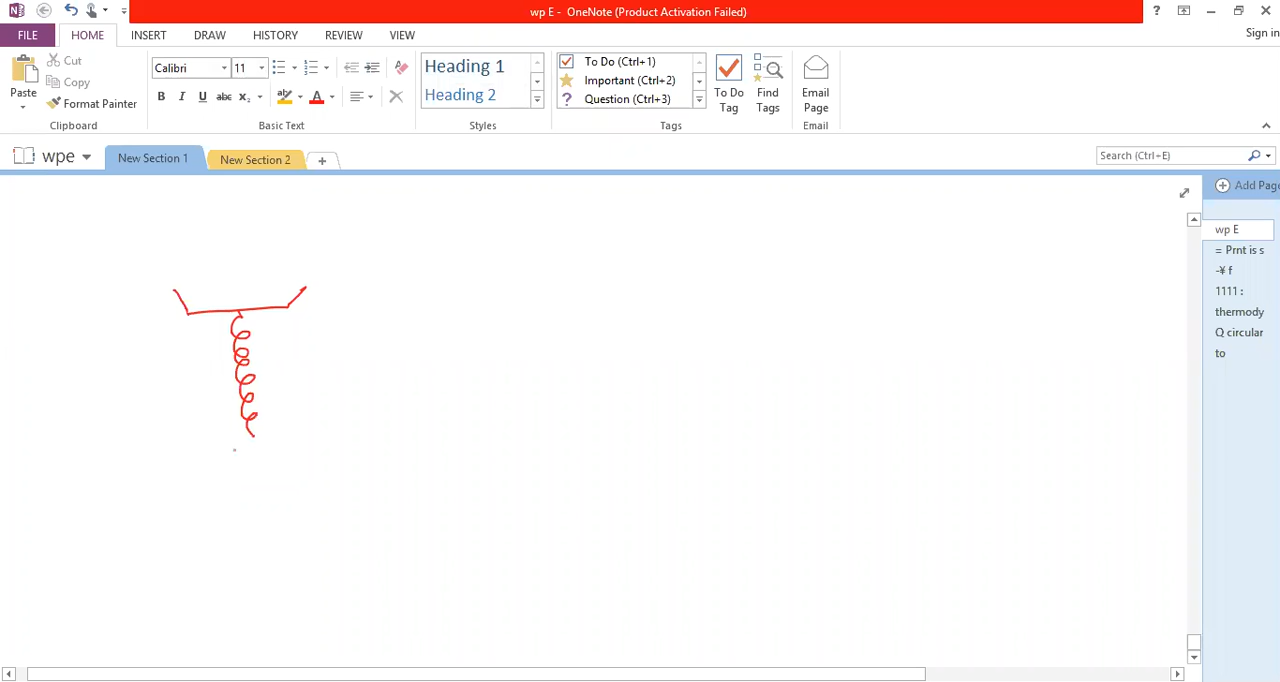 wp E - OneNote (Product Activation Failed)
?
FILE HOME INSERT DRAW HISTORY REVIEW VIEW
Sign in
Paste
Cut
Copy
Format Painter
Clipboard
Calibri 11
B I U abc X₂ aby A
Basic Text
Heading 1
Heading 2
Styles
To Do (Ctrl+1)
Important (Ctrl+2)
? Question (Ctrl+3)
To Do Tag
Find Tags
Tags
Email Page
Email
wpe New Section 1 New Section 2 +
Search (Ctrl+E)
Add Page
wp E
= Prnt is s
-¥ f
1111 :
thermody
Q circular
to